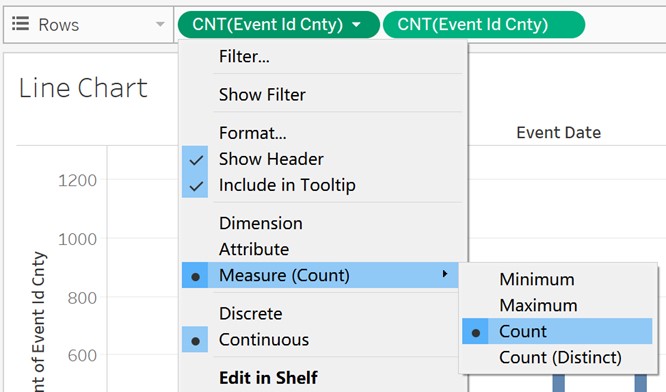 Rows CNT(Event Id Cnty) CNT(Event Id Cnty)
Filter...
Show Filter
Format...
Show Header
Include in Tooltip
Dimension
Attribute
Measure (Count)
Discrete
Continuous
Edit in Shelf
Minimum
Maximum
Count
Count (Distinct)
Line Chart
Event Date
1200
1000
800
600
of Event Id Cnty